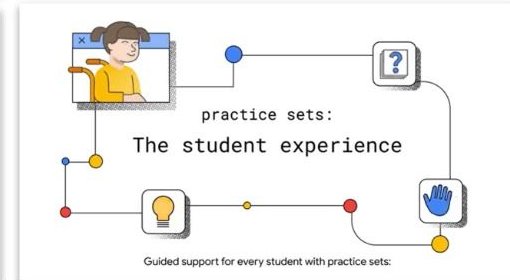 practice sets:
The student experience
Guided support for every student with practice sets: